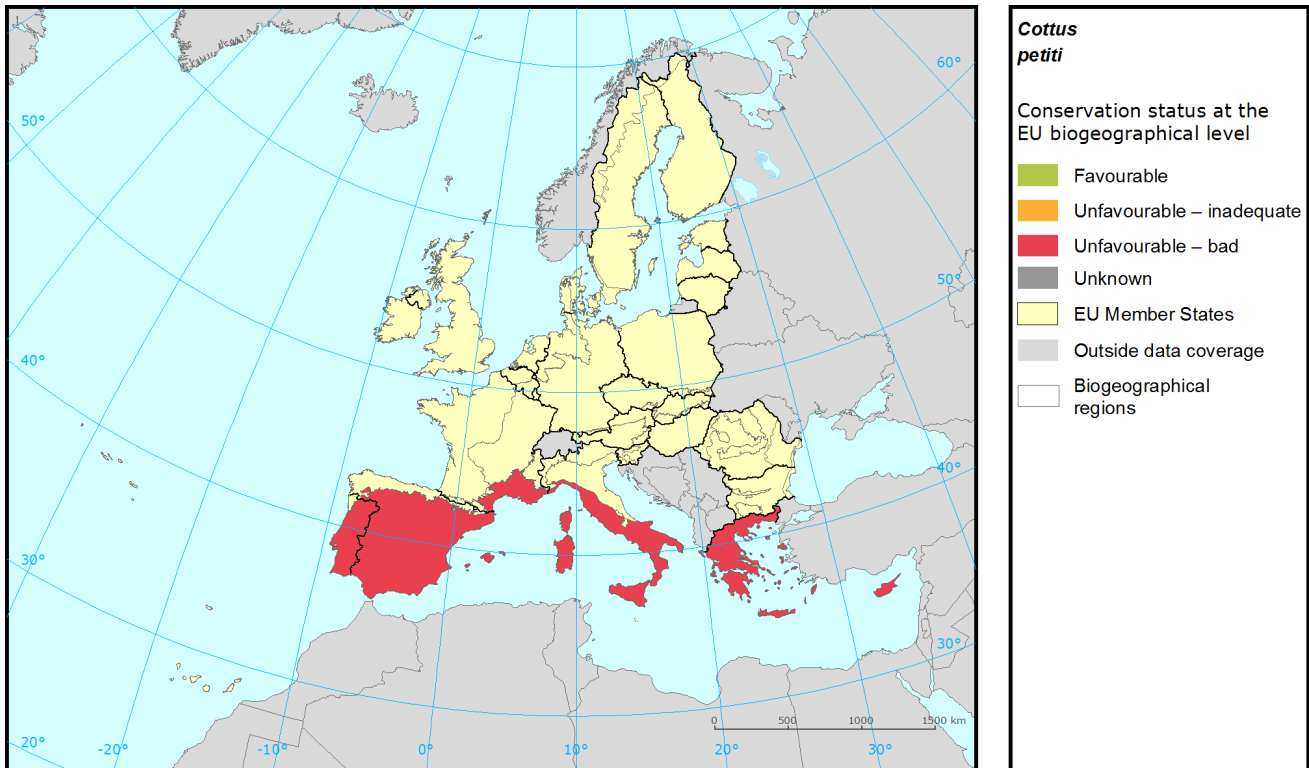 60°
50°
50°
40°
40°
30°
30°
20°
-20°
-10°
0°
10°
20°
30°
0 500 1000 1500 km
Cottus
petiti
Conservation status at the
EU biogeographical level
Favourable
Unfavourable – inadequate
Unfavourable – bad
Unknown
EU Member States
Outside data coverage
Biogeographical
regions